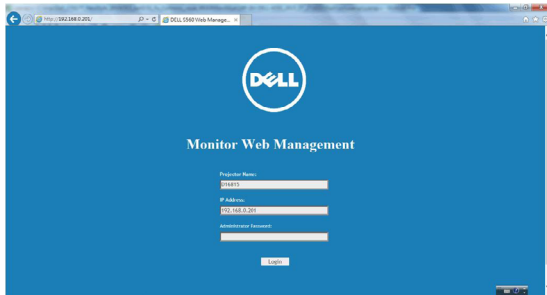 http://192.168.0.201/
DELL S560 Web Manage...
DELL
Monitor Web Management
Projector Name:
016815
IP Address:
192.168.0.201
Administrator Password:
Login